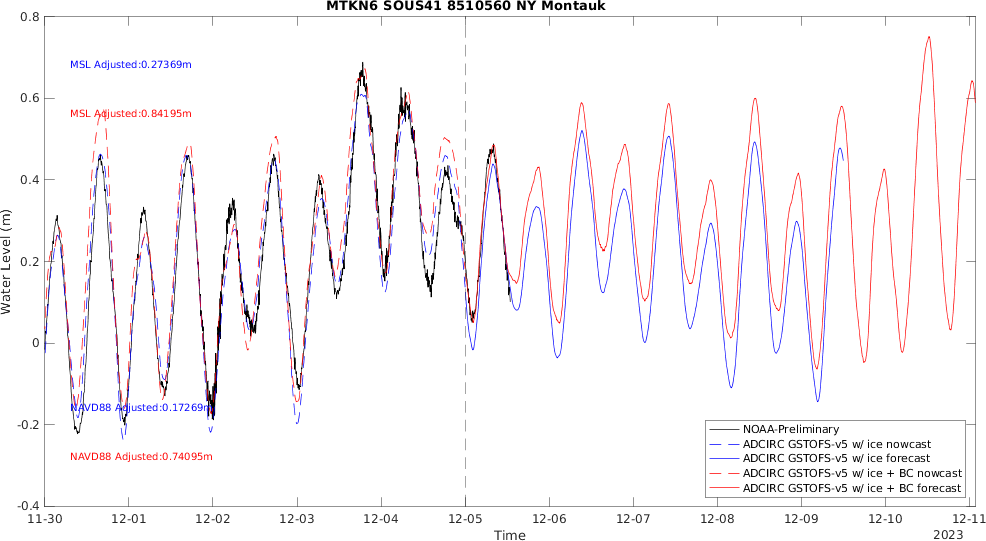 MTKN6 SOUS41 8510560 NY Montauk
0.8
0.6
0.4
0.2
0
-0.2
-0.4
Water Level (m)
MSL Adjusted:0.27369m
MSL Adjusted:0.84195m
NAVD88 Adjusted:0.17269m
NAVD88 Adjusted:0.74095m
NOAA-Preliminary
ADCIRC GSTOFS-v5 w/ ice nowcast
ADCIRC GSTOFS-v5 w/ ice forecast
ADCIRC GSTOFS-v5 w/ ice + BC nowcast
ADCIRC GSTOFS-v5 w/ ice + BC forecast
11-30 12-01 12-02 12-03 12-04 12-05 12-06 12-07 12-08 12-09 12-10 12-11
Time
2023